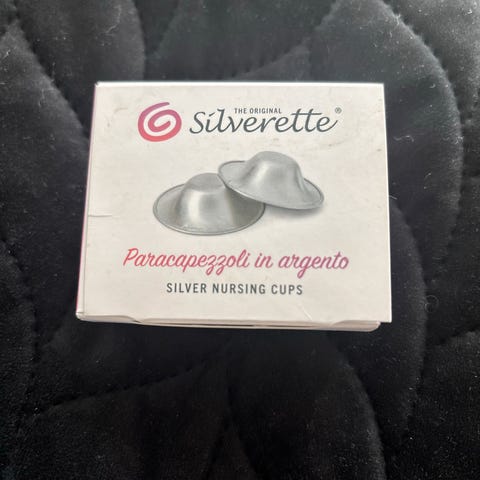 THE ORIGINAL
Silverette®
Paracapezzoli in argento
SILVER NURSING CUPS